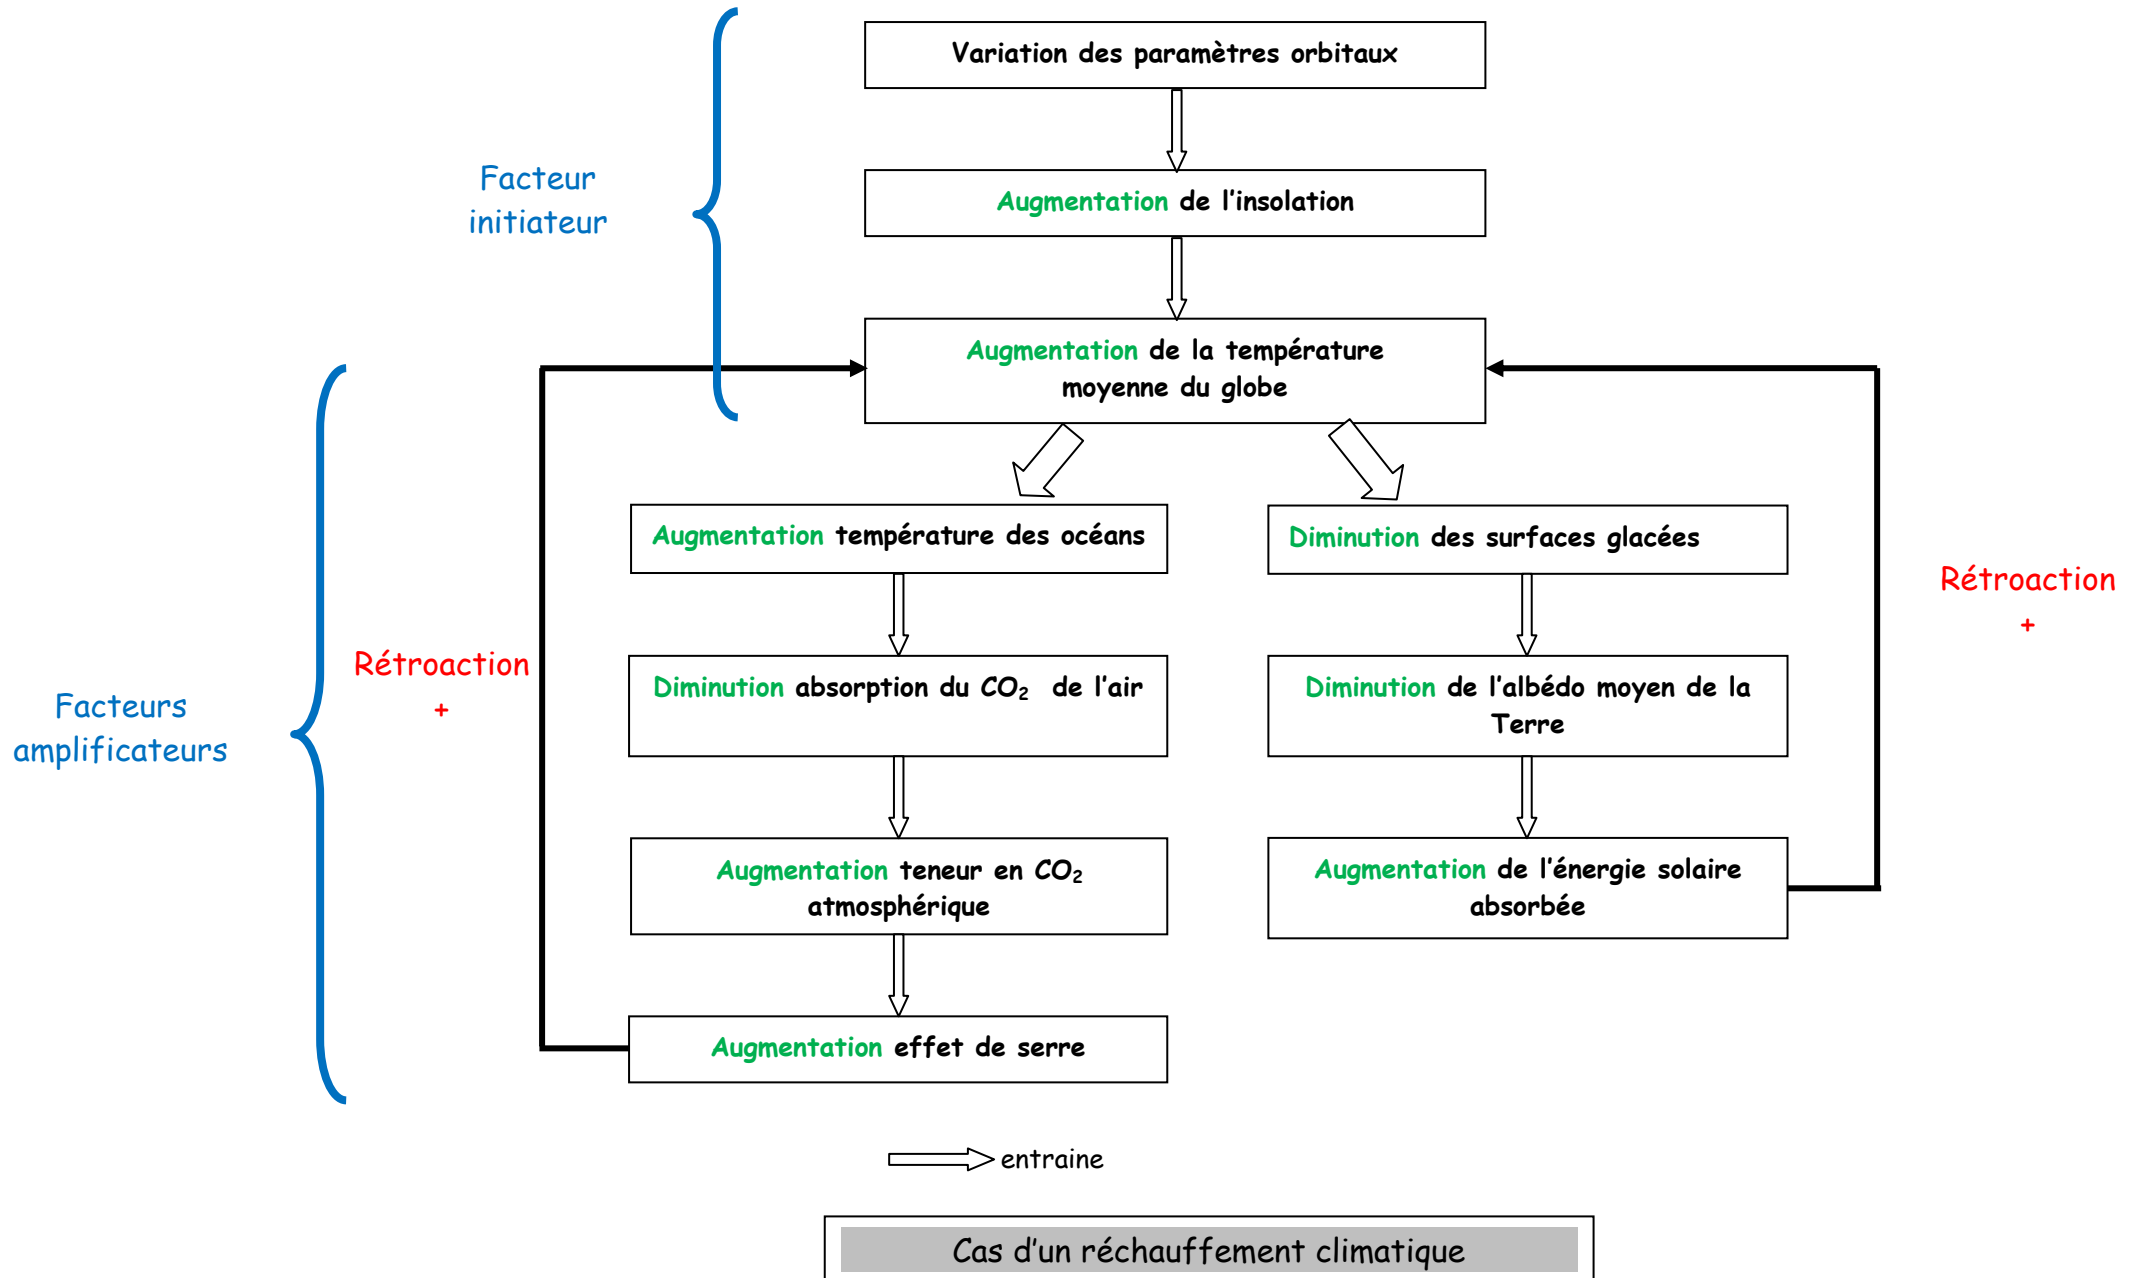 Variation des paramètres orbitaux
Facteur
initiateur
Augmentation de l'insolation
Augmentation de la température
moyenne du globe
Augmentation température des océans
Diminution des surfaces glacées
Rétroaction
+
Rétroaction
+
Facteurs
amplificateurs
Diminution absorption du CO₂ de l'air
Diminution de l'albédo moyen de la
Terre
Augmentation teneur en CO₂
atmosphérique
Augmentation de l'énergie solaire
absorbée
Augmentation effet de serre
entraine
Cas d'un réchauffement climatique